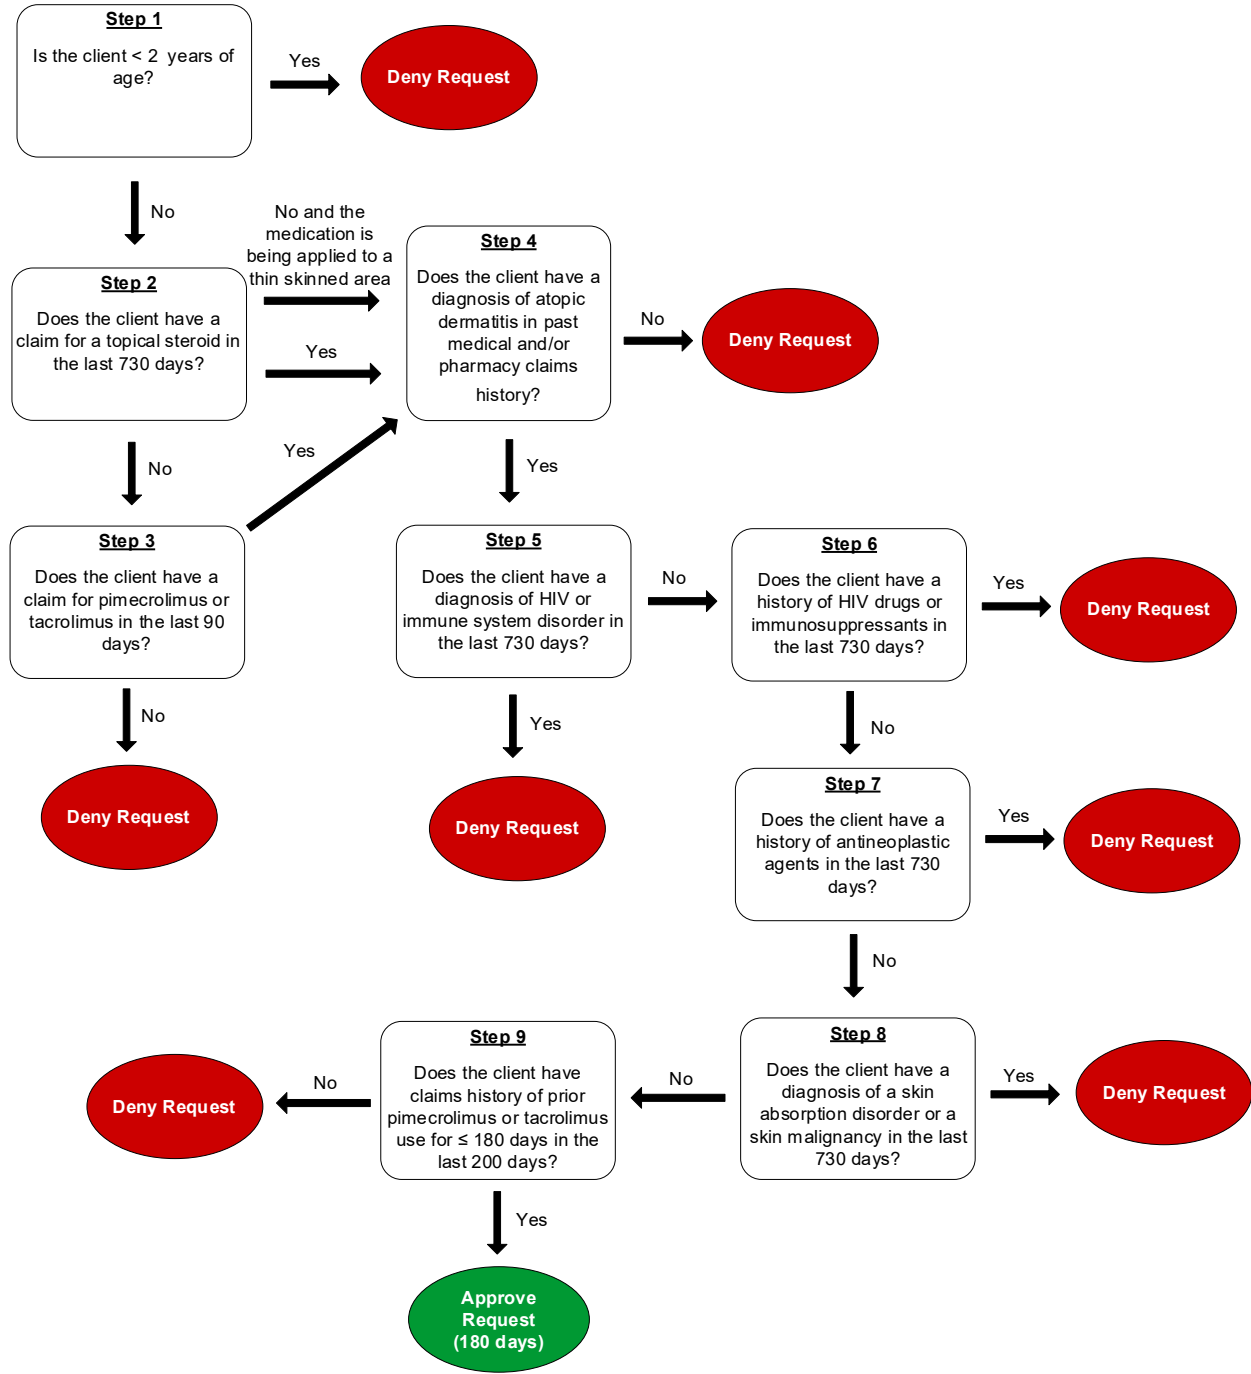 Step 1
Is the client < 2 years of
age?
Yes
Deny Request
No
No and the
medication is
being applied to a
thin skinned area
Step 2
Does the client have a
claim for a topical steroid in
the last 730 days?
Yes
Step 4
Does the client have a
diagnosis of atopic
dermatitis in past
medical and/or
pharmacy claims
history?
No
Deny Request
No
Yes
Yes
Step 3
Does the client have a
claim for pimecrolimus or
tacrolimus in the last 90
days?
No
Deny Request
Step 5
Does the client have a
diagnosis of HIV or
immune system disorder in
the last 730 days?
No
Yes
Deny Request
Step 6
Does the client have a
history of HIV drugs or
immunosuppressants in
the last 730 days?
Yes
Deny Request
No
Step 7
Does the client have a
history of antineoplastic
agents in the last 730
days?
Yes
Deny Request
No
Step 8
Does the client have a
diagnosis of a skin
absorption disorder or a
skin malignancy in the last
730 days?
Yes
Deny Request
No
Step 9
Does the client have
claims history of prior
pimecrolimus or tacrolimus
use for ≤ 180 days in the
last 200 days?
No
Deny Request
Yes
Approve
Request
(180 days)